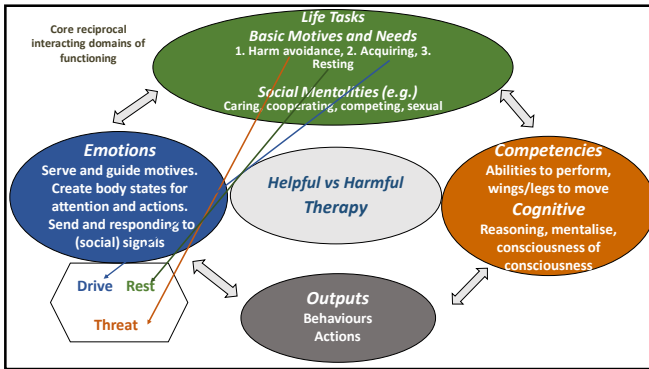 Core reciprocal
interacting domains of
functioning
Life Tasks
Basic Motives and Needs
1. Harm avoidance, 2. Acquiring, 3.
Resting
Social Mentalities (e.g.)
Caring, cooperating, competing, sexual
Emotions
Serve and guide motives.
Create body states for
attention and actions.
Send and responding to
(social) signals
Helpful vs Harmful
Therapy
Competencies
Abilities to perform,
wings/legs to move
Cognitive
Reasoning, mentalise,
consciousness of
consciousness
Drive Rest
Threat
Outputs
Behaviours
Actions